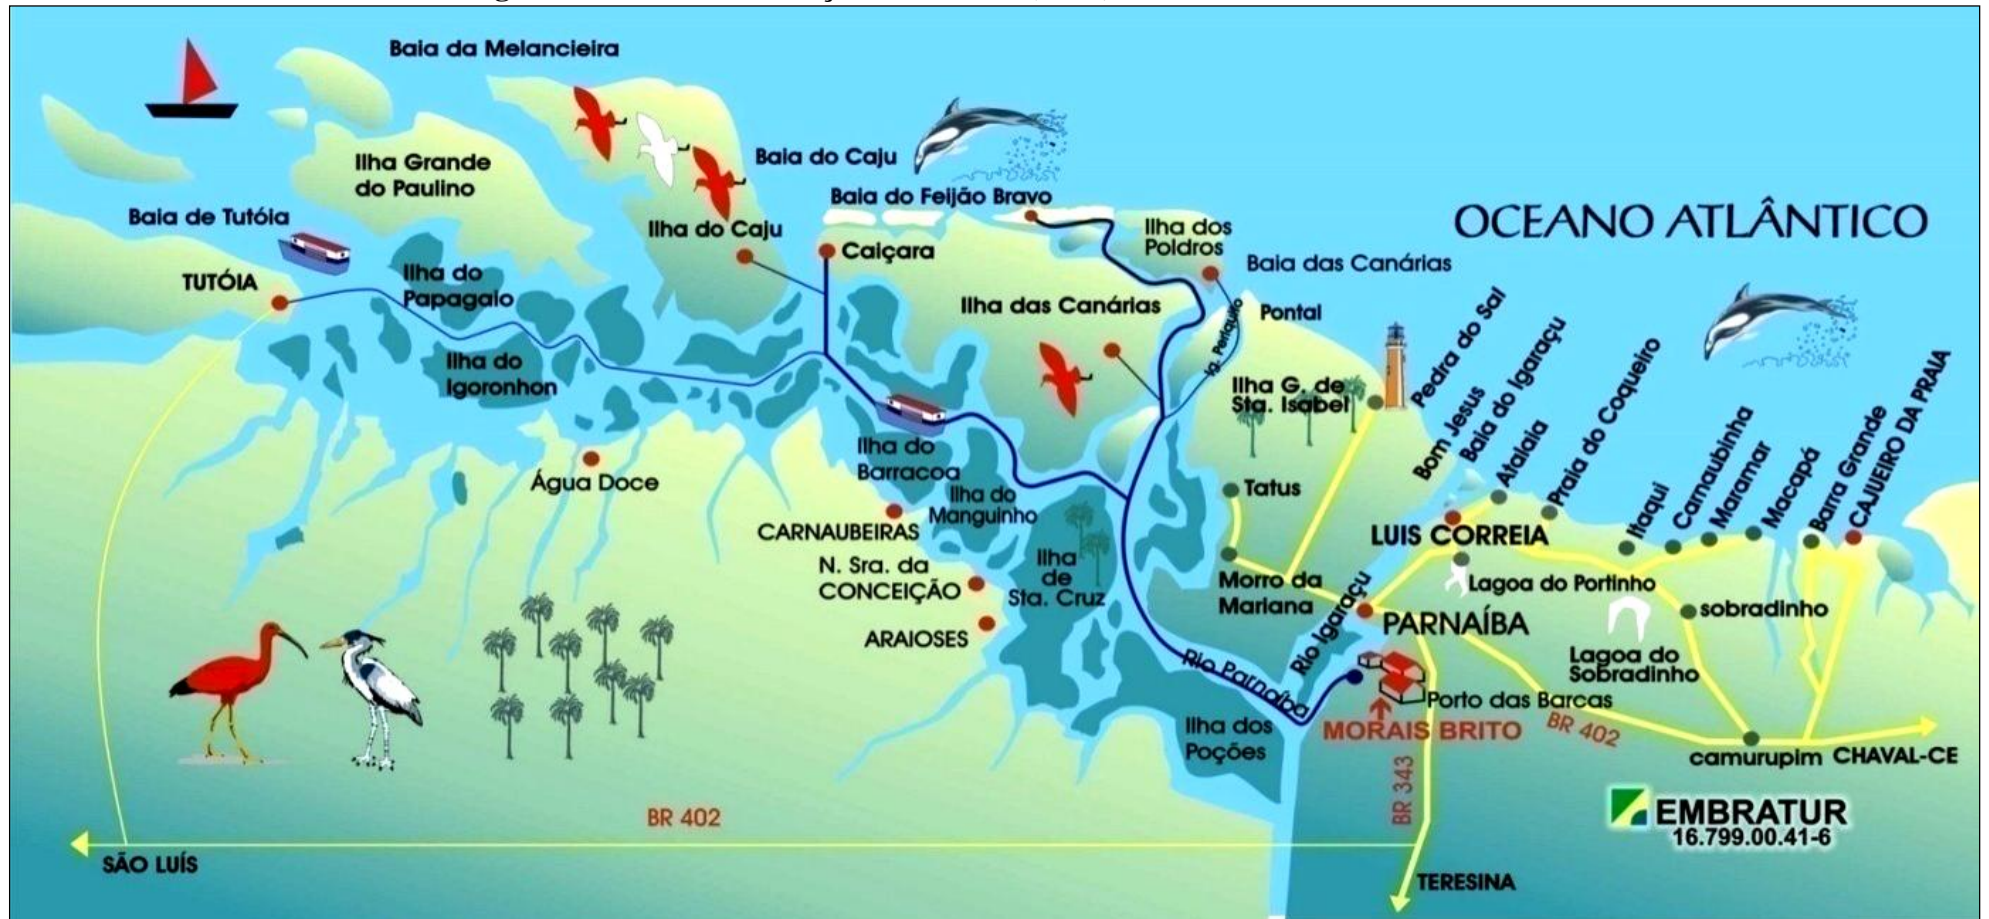 Baia da Melancieira
Ilha Grande
do Paulino
Baia do Caju
Baia do Feijão Bravo
Baia de Tutóia
Ilha do Caju
Caiçara
Ilha dos
Poldros
OCEANO ATLÂNTICO
Baia das Canárias
TUTÓIA
Ilha do
Papagaio
Ilha das Canárias
Ig. Periquito
Pontal
Ilha do
Igoronhon
Ilha G. de
Sta. Isabel
Pedra do Sal
Bom Jesus
Baia do Igaraçu
Atalaia
Praia do Coqueiro
Itaqui
Carnaubinha
Maramar
Macapá
Barra Grande
CAJUEIRO DA PRAIA
Ilha do
Barracoa
Água Doce
Ilha do
Manguinho
Tatus
CARNAUBEIRAS
LUIS CORREIA
N. Sra. da
CONCEIÇÃO
Ilha
de
Sta. Cruz
Morro da
Mariana
Lagoa do Portinho
sobradinho
ARAIOSES
Rio Igaraçu
PARNAÍBA
Rio Parnaíba
Lagoa do
Sobradinho
Porto das Barcas
Ilha dos
Poções
MORAIS BRITO
BR 402
camurupim
CHAVAL-CE
BR 343
BR 402
EMBRATUR
16.799.00.41-6
SÃO LUÍS
TERESINA